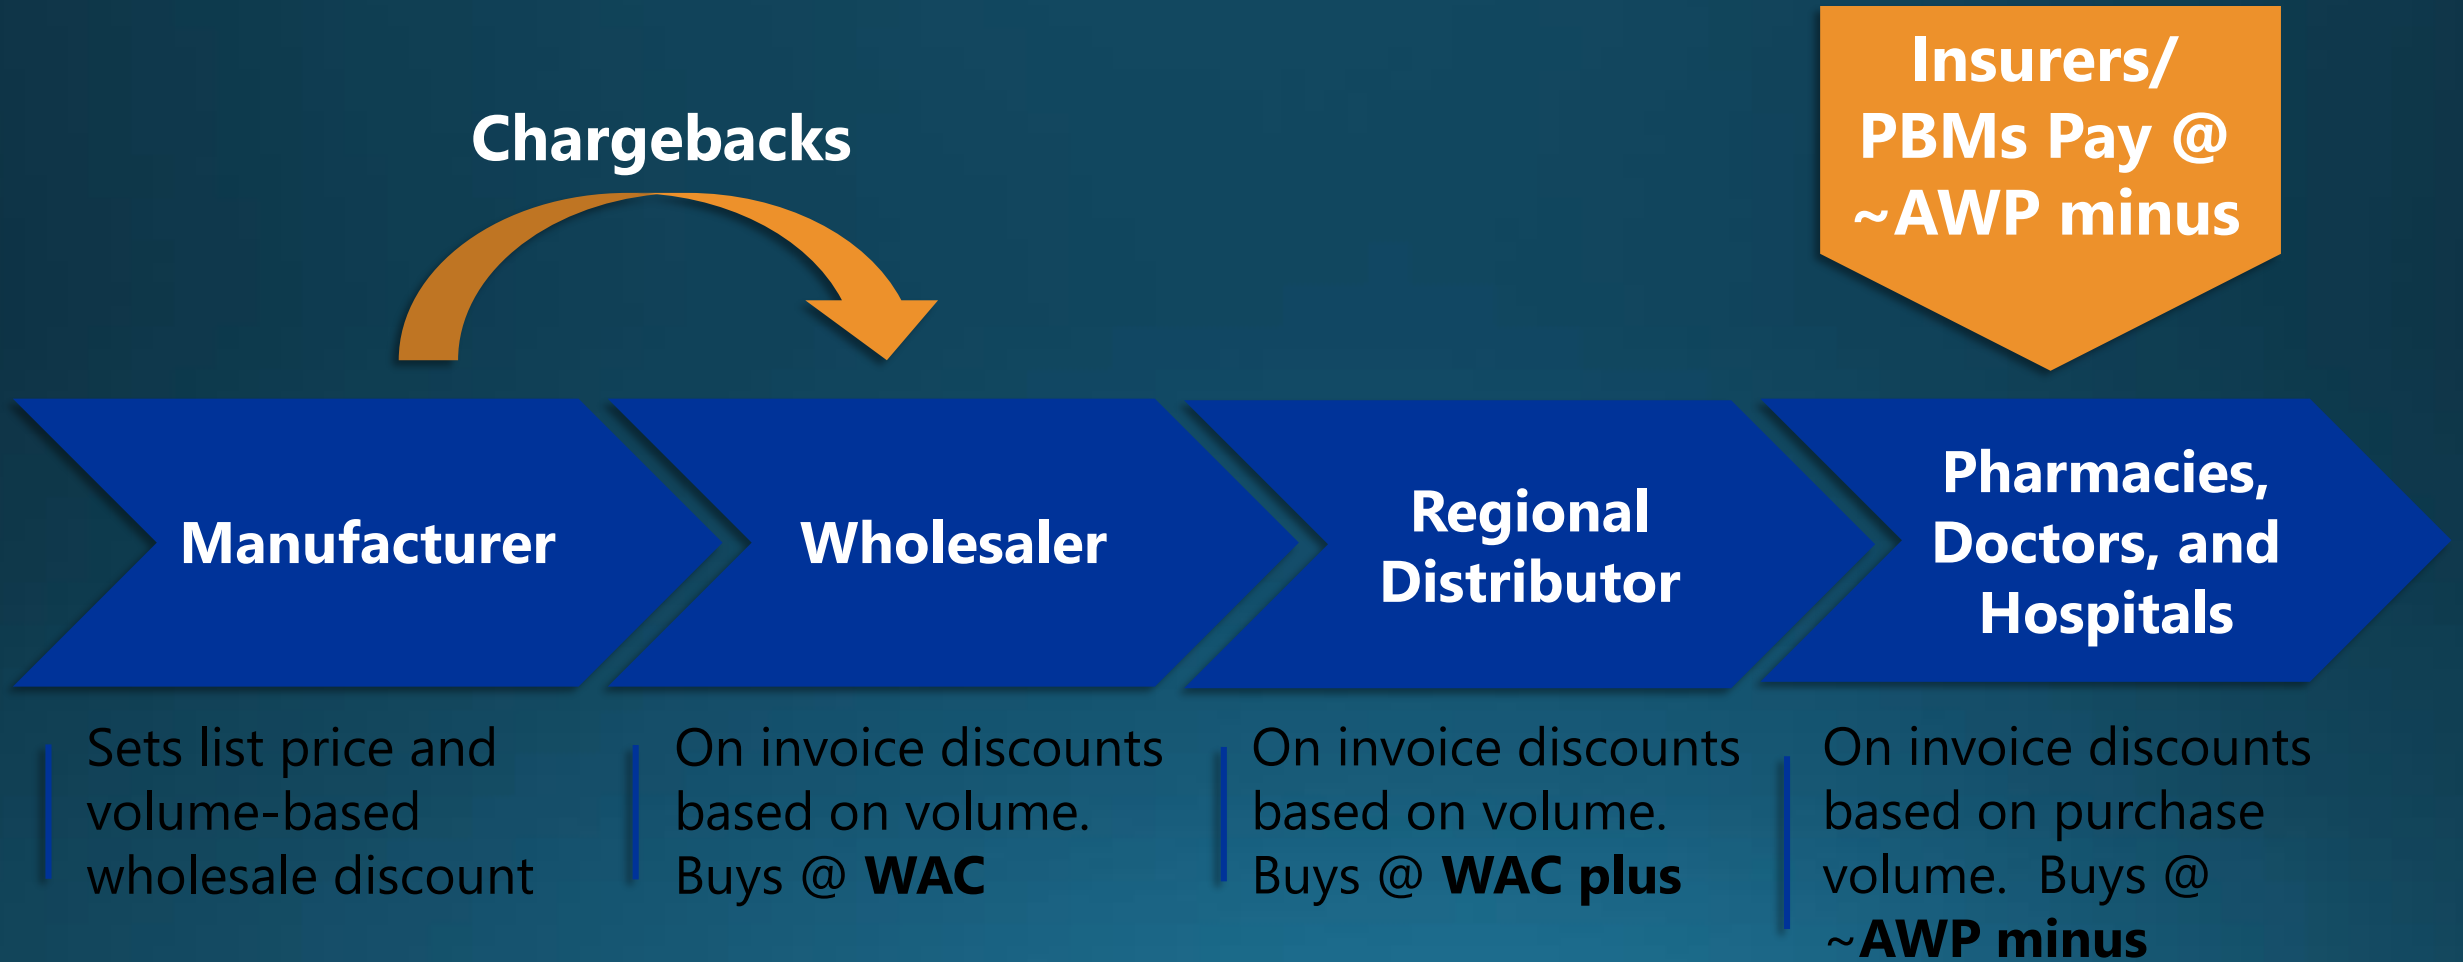 Insurers/
PBMs Pay @
~AWP minus
Chargebacks
Manufacturer
Wholesaler
Regional
Distributor
Pharmacies,
Doctors, and
Hospitals
Sets list price and
volume-based
wholesale discount
On invoice discounts
based on volume.
Buys @ WAC
On invoice discounts
based on volume.
Buys @ WAC plus
On invoice discounts
based on purchase
volume.  Buys @
~AWP minus